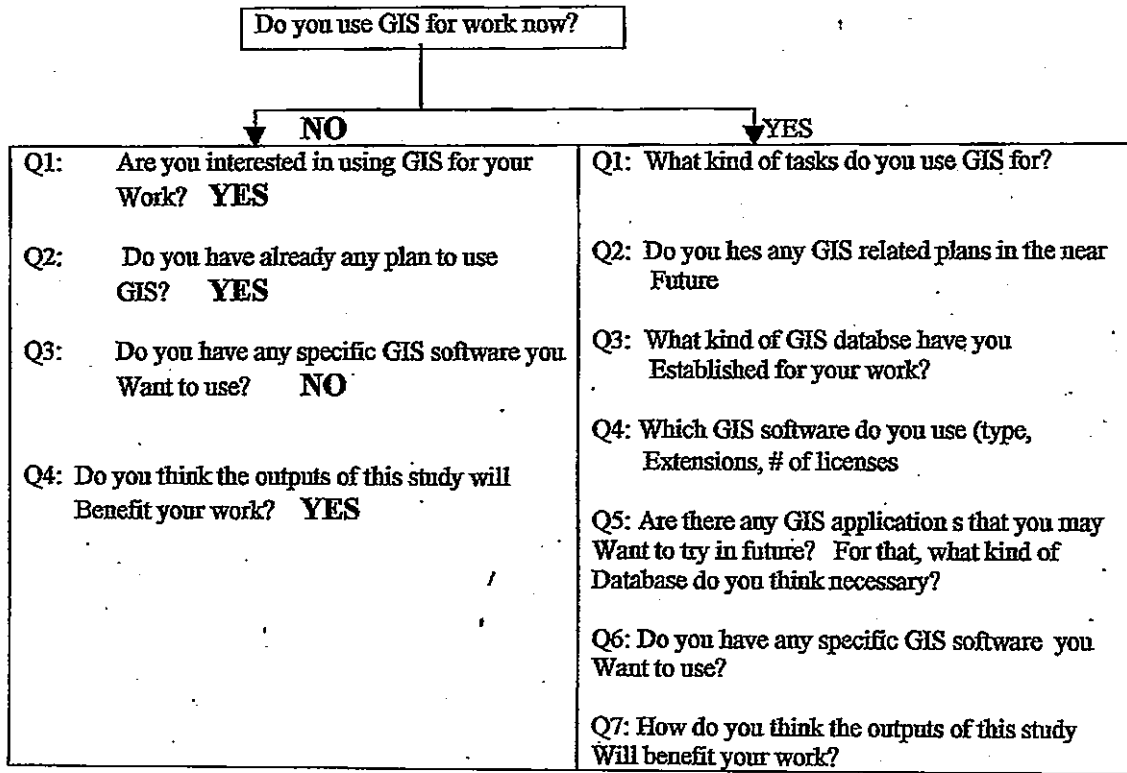 Do you use GIS for work now?
NO
YES
Q1: Are you interested in using GIS for your
Work? YES
Q2: Do you have already any plan to use
GIS? YES
Q3: Do you have any specific GIS software you
Want to use? NO
Q4: Do you think the outputs of this study will
Benefit your work? YES
Q1: What kind of tasks do you use GIS for?
Q2: Do you hes any GIS related plans in the near
Future
Q3: What kind of GIS databse have you
Established for your work?
Q4: Which GIS software do you use (type,
Extensions, # of licenses
Q5: Are there any GIS application s that you may
Want to try in future? For that, what kind of
Database do you think necessary?
Q6: Do you have any specific GIS software you
Want to use?
Q7: How do you think the outputs of this study
Will benefit your work?